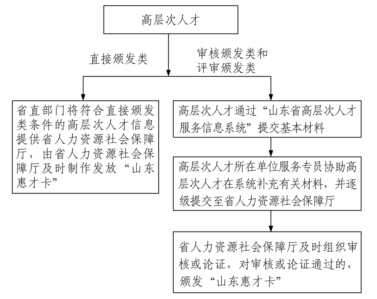 高层次人才
直接颁发类
审核颁发类和
评审颁发类
省直部门将符合直接颁发
类条件的高层次人才信息
提供省人力资源社会保障
厅，由省人力资源社会保
障厅及时制作发放“山东
惠才卡”
高层次人才通过“山东省高层次人才
服务信息系统”提交基本材料
高层次人才所在单位服务专员协助高
层次人才在系统补充有关材料，并逐
级提交至省人力资源社会保障厅
省人力资源社会保障厅及时组织审
核或论证，对审核或论证通过的，
颁发“山东惠才卡”